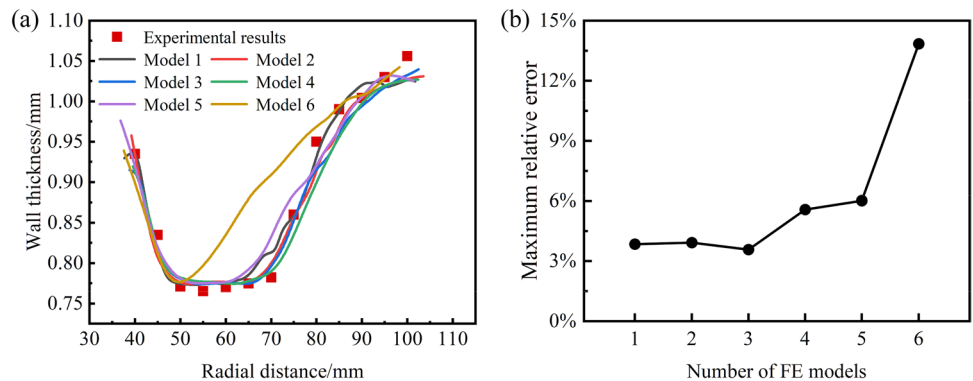 (a)
Wall thickness/mm
1.10
1.05
1.00
0.95
0.90
0.85
0.80
0.75
Experimental results
Model 1 Model 2
Model 3 Model 4
Model 5 Model 6
30 40 50 60 70 80 90 100 110
Radial distance/mm
(b)
Maximum relative error
15%
12%
9%
6%
3%
0%
1 2 3 4 5 6
Number of FE models